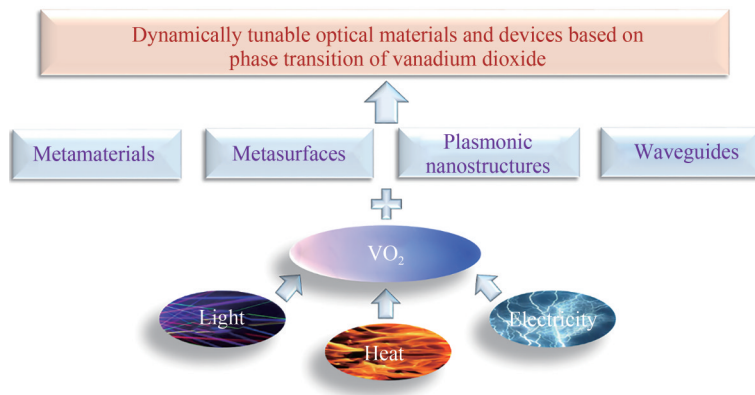 Dynamically tunable optical materials and devices based on
phase transition of vanadium dioxide
Metamaterials
Metasurfaces
Plasmonic
nanostructures
Waveguides
VO₂
Light
Heat
Electricity